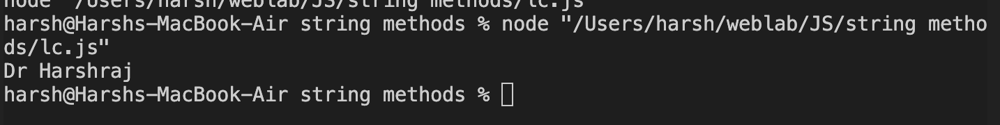 node "/Users/harsh/weblab/JS/string methods/lc.js"
harsh@Harshs-MacBook-Air string methods % node "/Users/harsh/weblab/JS/string metho
ds/lc.js"
Dr Harshraj
harsh@Harshs-MacBook-Air string methods %